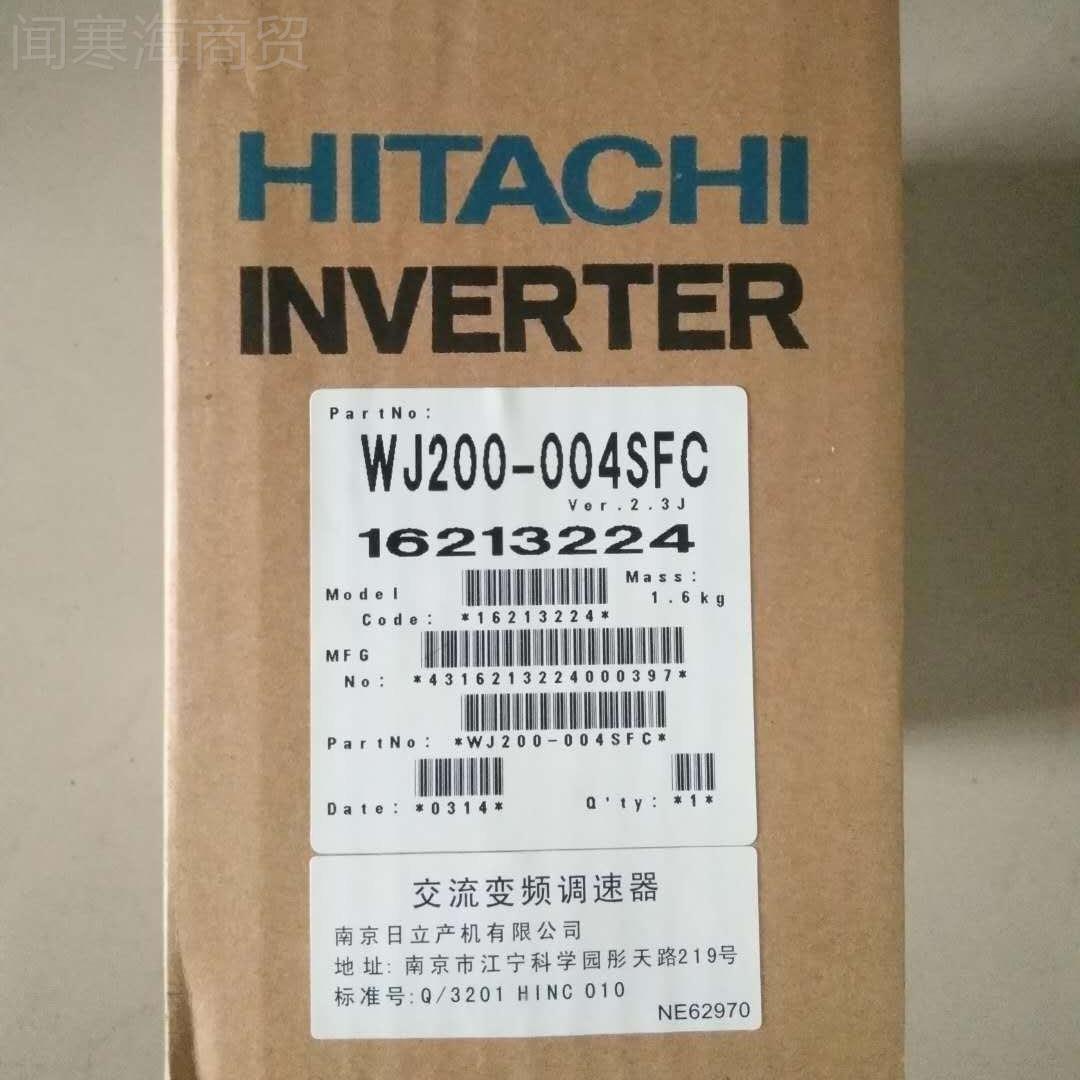 闻寒海商贸
HITACHI
INVERTER
PartNo:
WJ200-004SFC
Ver.2.3J
16213224
Model
Code: *16213224*
Mass:
1.6kg
MFG
No: *4316213224000397*
PartNo: *WJ200-004SFC*
Date: *0314*
Q'ty: *1*
交流变频调速器
南京日立产机有限公司
地址: 南京市江宁科学园彤天路219号
标准号:Q/3201 HINC 010
NE62970